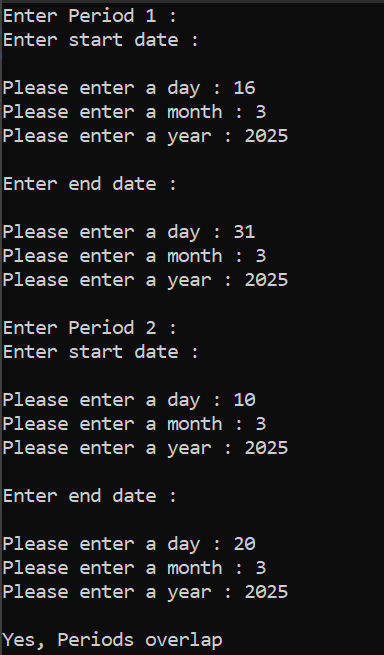 Enter Period 1 :
Enter start date :
Please enter a day : 16
Please enter a month : 3
Please enter a year : 2025
Enter end date :
Please enter a day : 31
Please enter a month : 3
Please enter a year : 2025
Enter Period 2 :
Enter start date :
Please enter a day : 10
Please enter a month : 3
Please enter a year : 2025
Enter end date :
Please enter a day : 20
Please enter a month : 3
Please enter a year : 2025
Yes, Periods overlap